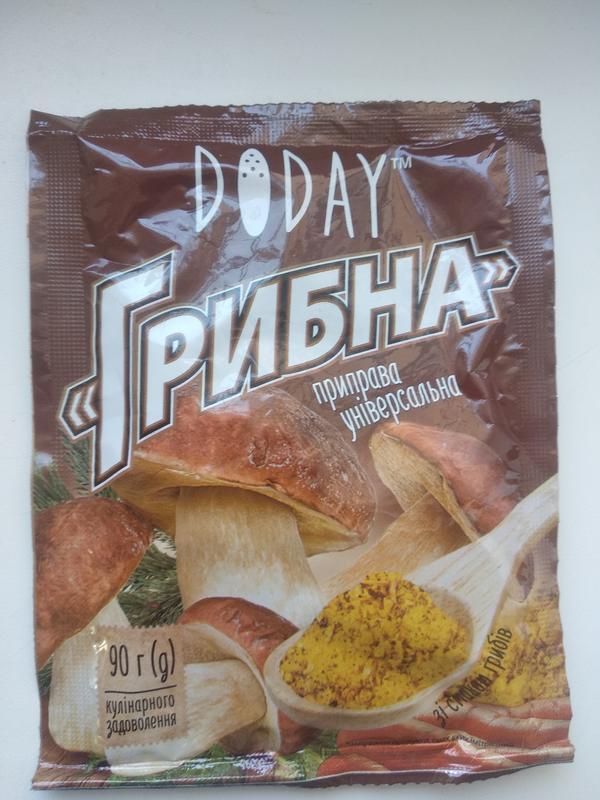 DODAY™
«ГРИБНА»
приправа
універсальна
90 г (g)
кулінарного
задоволення
зі смаком грибів